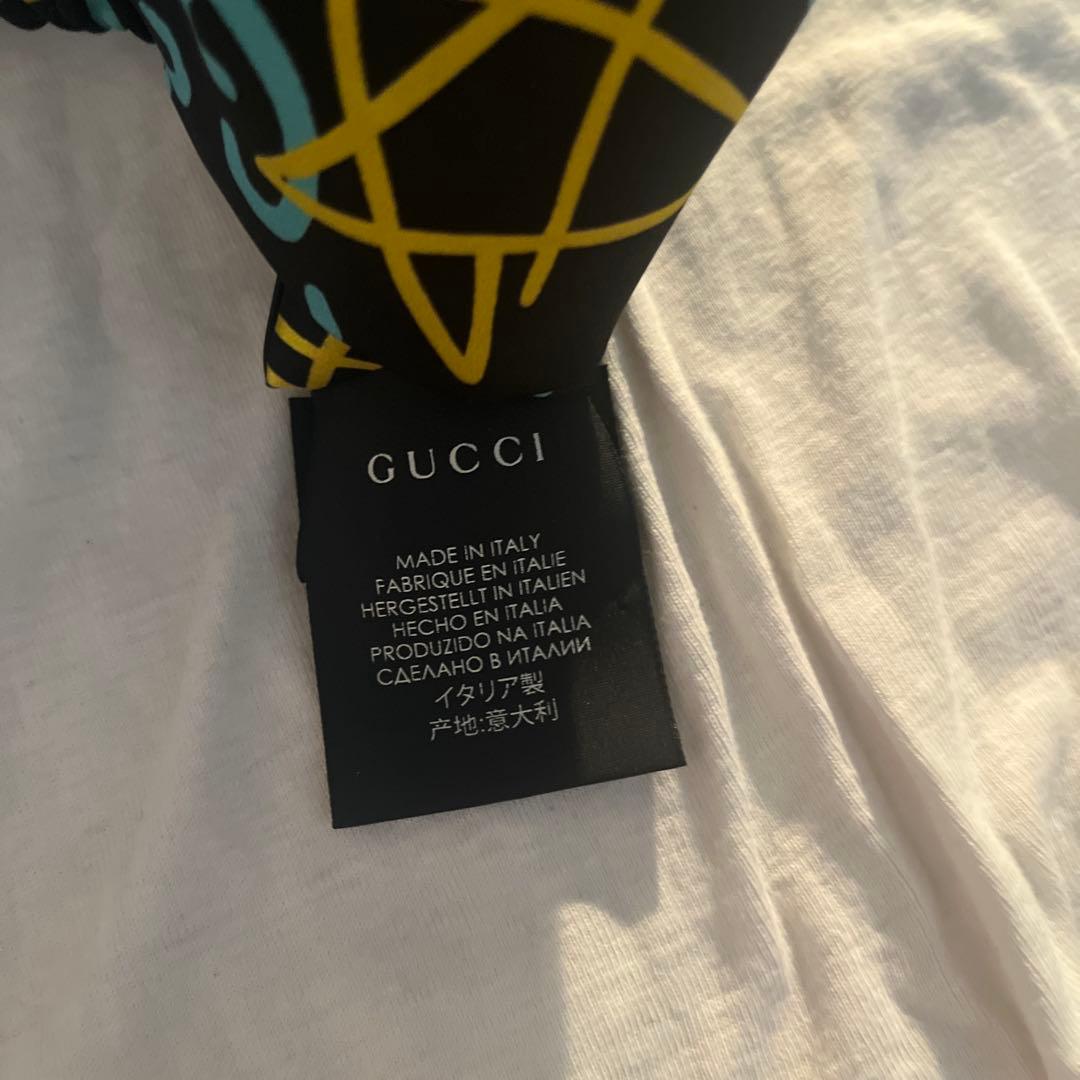 GUCCI
MADE IN ITALY
FABRIQUE EN ITALIE
HERGESTELLT IN ITALIEN
HECHO EN ITALIA
PRODUZIDO NA ITALIA
СДЕЛАНО В ИТАЛИИ
イタリア製
产地:意大利